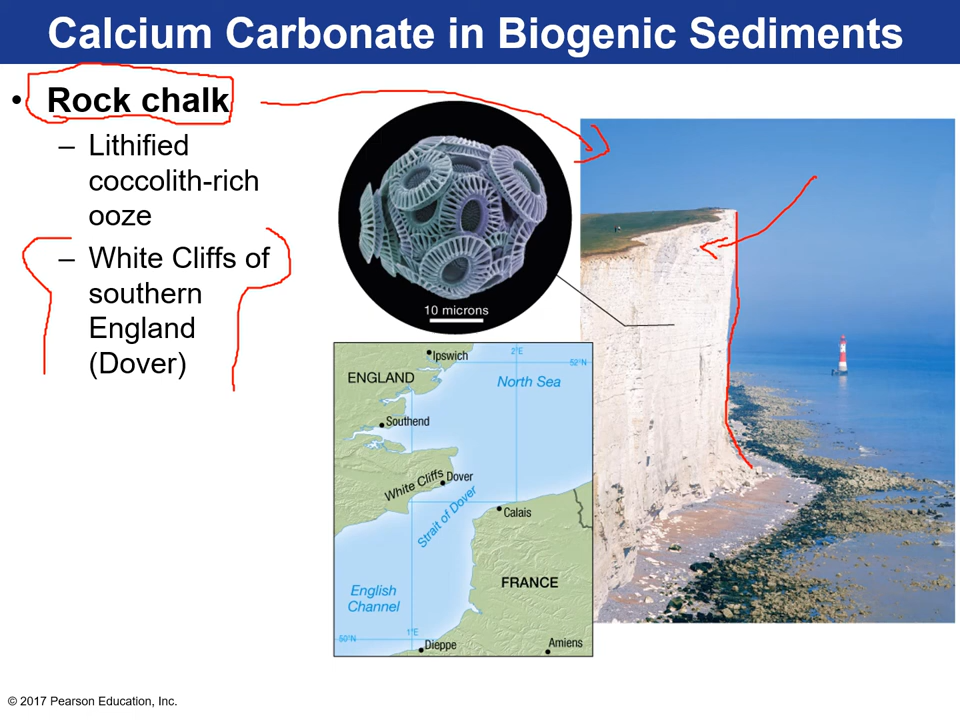 Calcium Carbonate in Biogenic Sediments
• Rock chalk
– Lithified
coccolith-rich
ooze
– White Cliffs of
southern
England
(Dover)
10 microns
Ipswich
2°E
52°N
ENGLAND
North Sea
Southend
White Cliffs
Dover
Strait of Dover
Calais
FRANCE
English
Channel
50°N
1°E
Dieppe
Amiens
© 2017 Pearson Education, Inc.